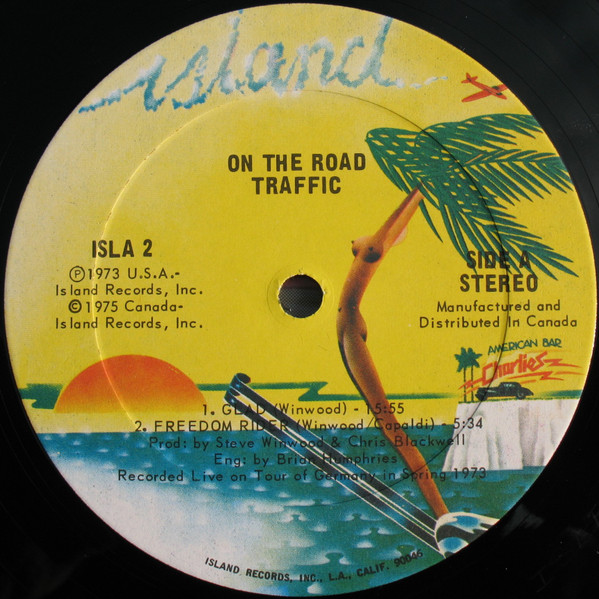 island
ON THE ROAD
TRAFFIC
ISLA 2
Ⓟ1973 U.S.A.-
Island Records, Inc.
©1975 Canada-
Island Records, Inc.
SIDE A
STEREO
Manufactured and
Distributed In Canada
AMERICAN BAR
Charlies
1. GLAD (Winwood) - 15:55
2. FREEDOM RIDER (Winwood/Capaldi) - 5:34
Prod: by Steve Winwood & Chris Blackwell
Eng: by Brian Humphries
Recorded Live on Tour of Germany in Spring 1973
ISLAND RECORDS, INC., L.A., CALIF. 90046